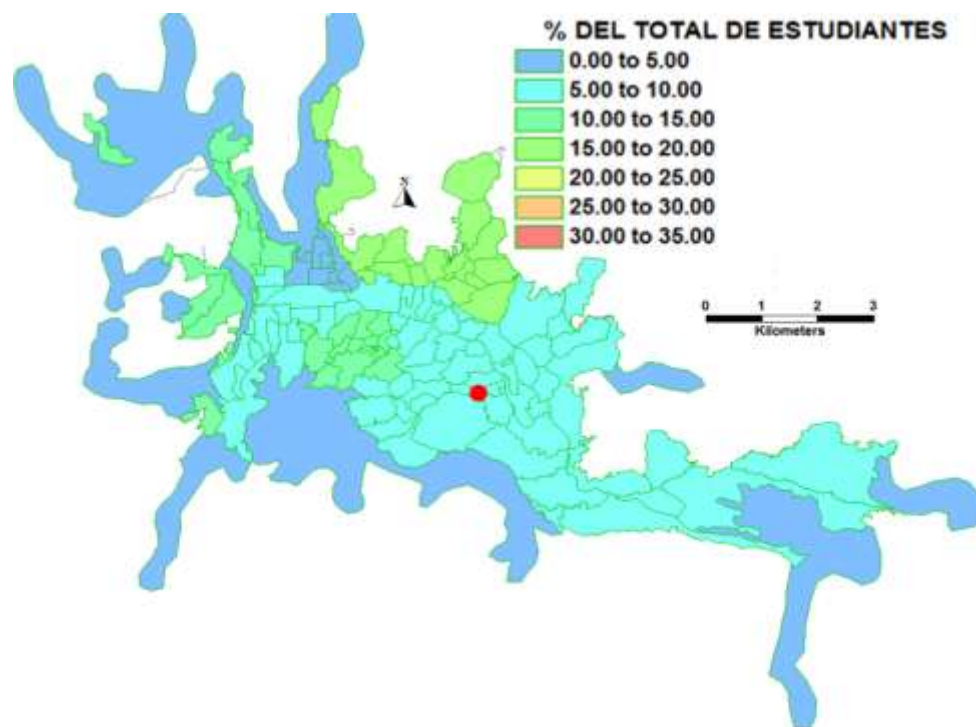 % DEL TOTAL DE ESTUDIANTES
0.00 to 5.00
5.00 to 10.00
10.00 to 15.00
15.00 to 20.00
20.00 to 25.00
25.00 to 30.00
30.00 to 35.00
N
0 1 2 3
Kilometers